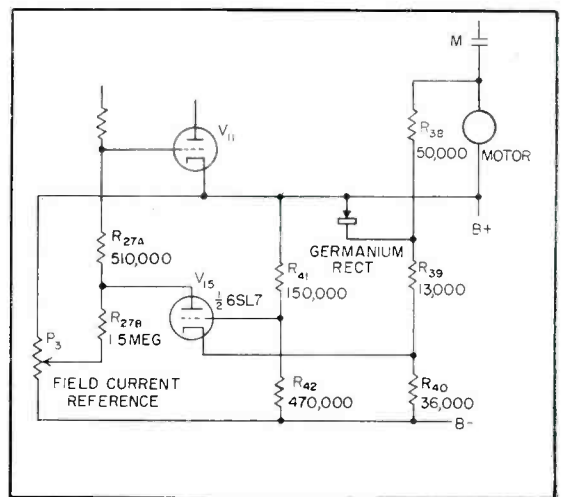 M
V11
R38
50,000
MOTOR
B+
R27A
510,000
GERMANIUM
RECT
R41
150,000
R39
13,000
V15
½ 6SL7
R27B
1.5 MEG
P3
FIELD CURRENT
REFERENCE
R42
470,000
R40
36,000
B-